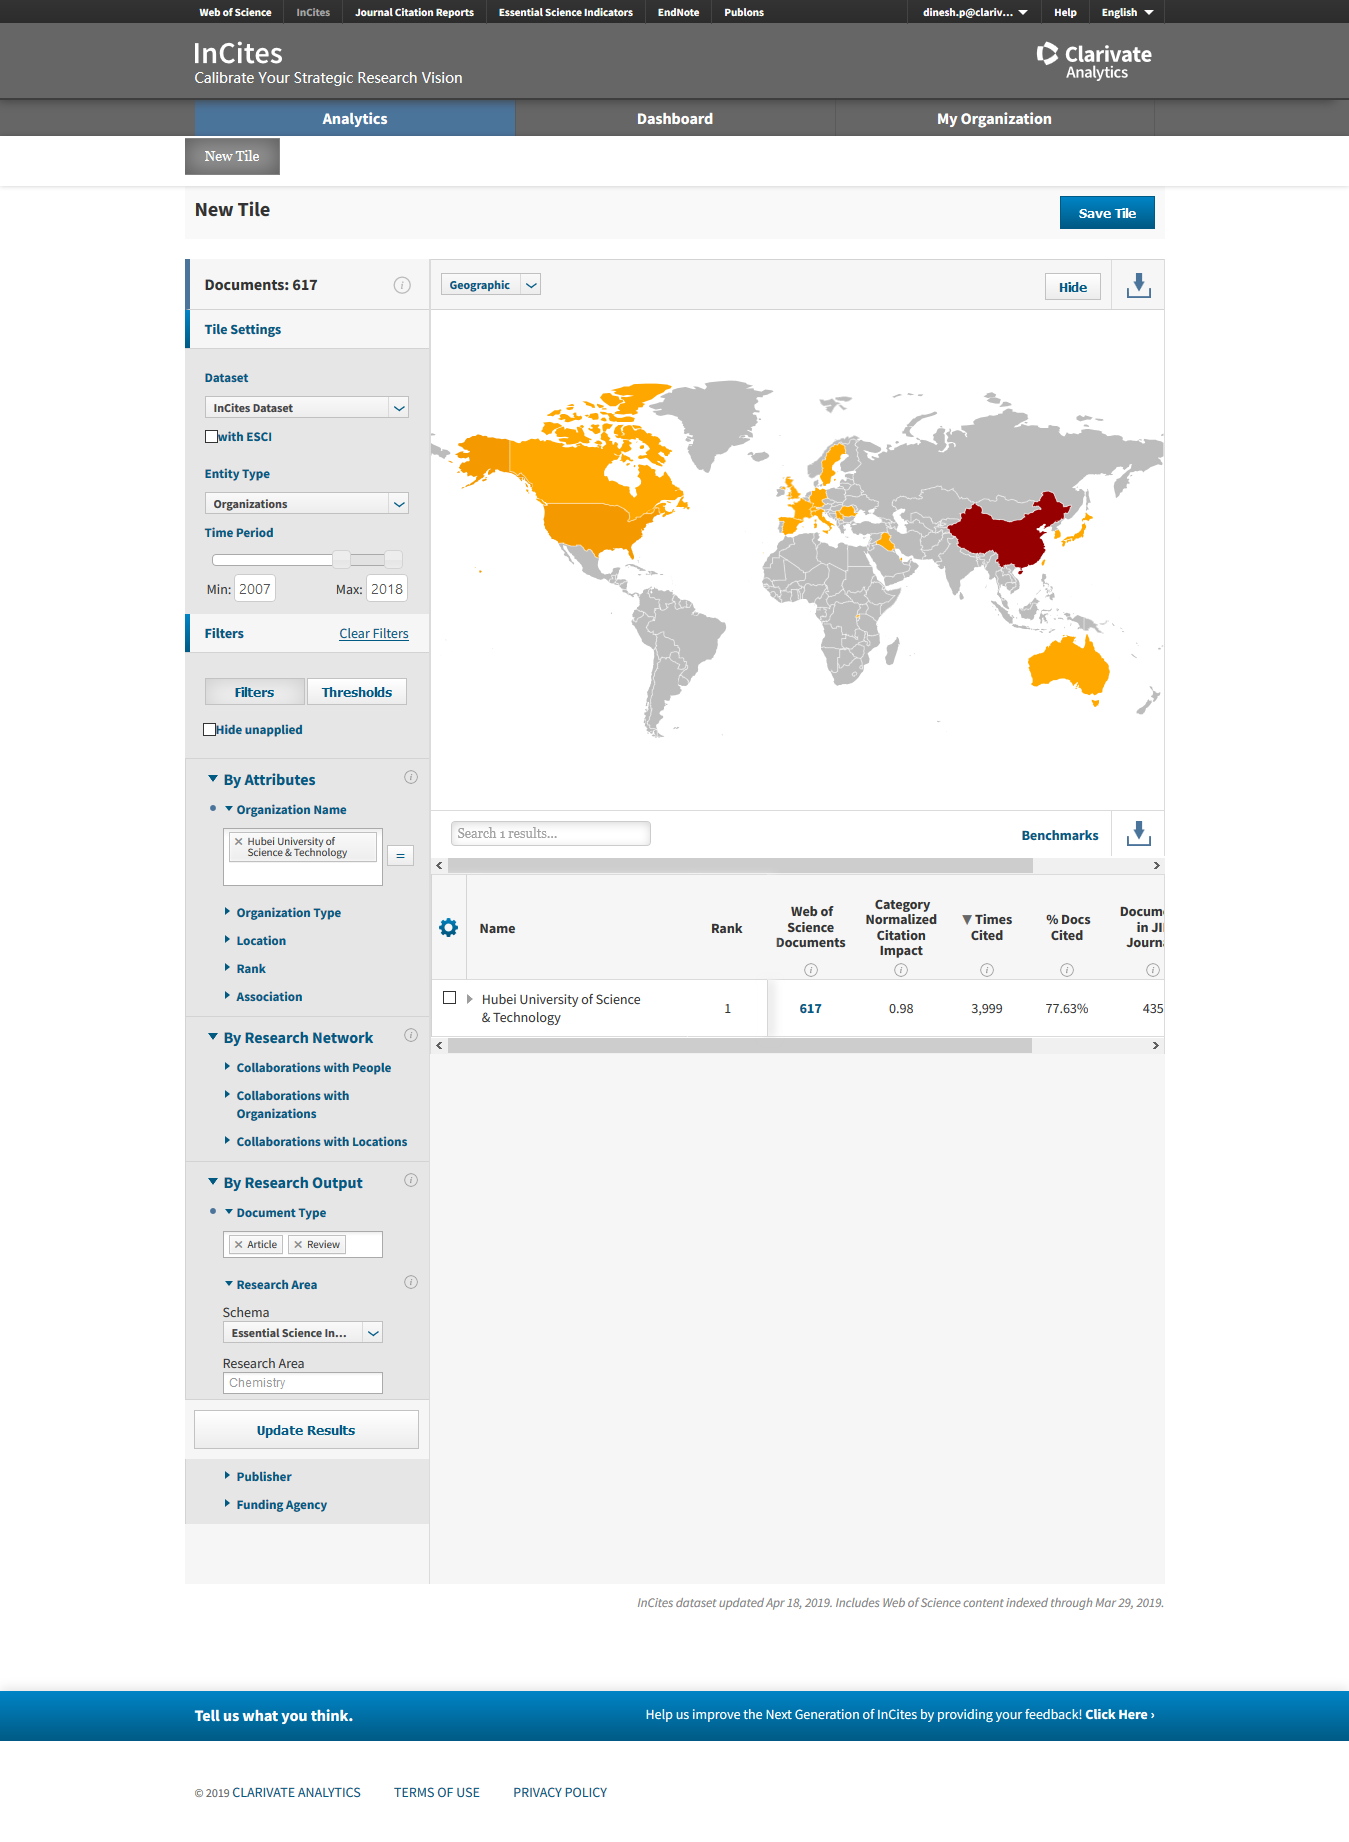 Web of Science InCites Journal Citation Reports Essential Science Indicators EndNote Publons dinesh.p@clariv... Help English
InCites
Calibrate Your Strategic Research Vision
Clarivate
Analytics
Analytics Dashboard My Organization
New Tile
New Tile
Save Tile
Documents: 617
Geographic
Hide
Tile Settings
Dataset
InCites Dataset
with ESCI
Entity Type
Organizations
Time Period
Min: 2007 Max: 2018
Filters Clear Filters
Filters Thresholds
Hide unapplied
By Attributes
Organization Name
Hubei University of
Science & Technology
=
Organization Type
Location
Rank
Association
By Research Network
Collaborations with People
Collaborations with
Organizations
Collaborations with Locations
By Research Output
Document Type
Article Review
Research Area
Schema
Essential Science In...
Research Area
Chemistry
Update Results
Publisher
Funding Agency
Search 1 results...
Benchmarks
Name
Rank
Web of
Science
Documents
Category
Normalized
Citation
Impact
Times
Cited
% Docs
Cited
Docum
in JI
Journ
Hubei University of Science
& Technology
1 617 0.98 3,999 77.63% 435
InCites dataset updated Apr 18, 2019. Includes Web of Science content indexed through Mar 29, 2019.
Tell us what you think.
Help us improve the Next Generation of InCites by providing your feedback! Click Here ›
© 2019 CLARIVATE ANALYTICS TERMS OF USE PRIVACY POLICY